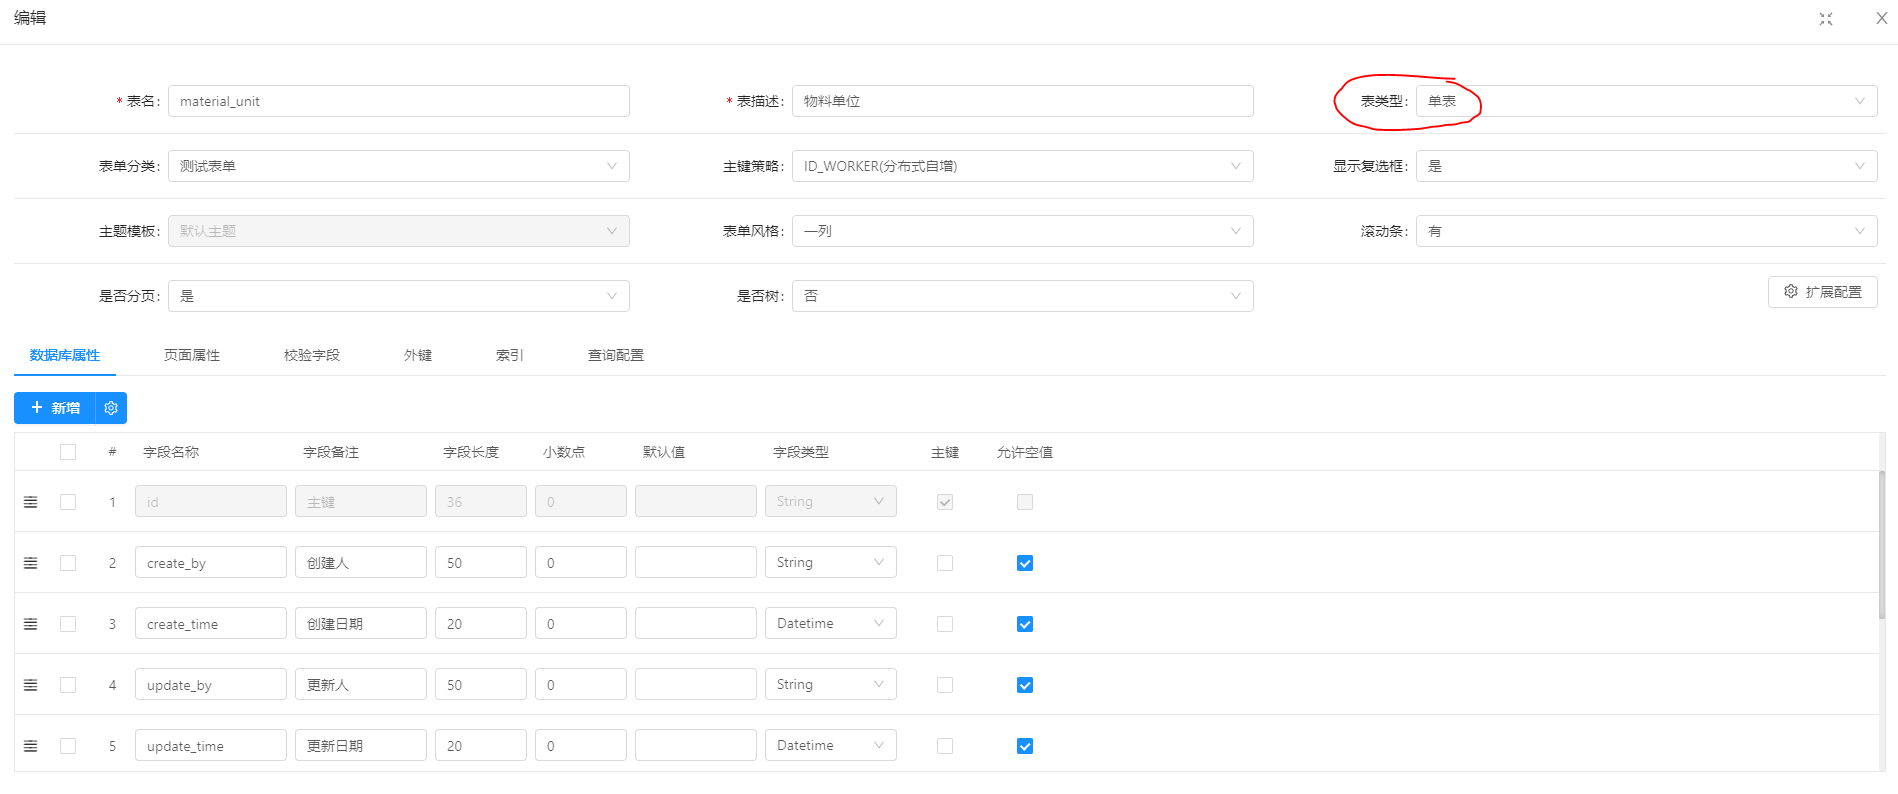 编辑
* 表名: material_unit * 表描述: 物料单位 表类型: 单表
表单分类: 测试表单 主键策略: ID_WORKER(分布式自增) 显示复选框: 是
主题模板: 默认主题 表单风格: 一列 滚动条: 有
是否分页: 是 是否树: 否 扩展配置
数据库属性 页面属性 校验字段 外键 索引 查询配置
+ 新增
# 字段名称 字段备注 字段长度 小数点 默认值 字段类型 主键 允许空值
1 id 主键 36 0 String
2 create_by 创建人 50 0 String
3 create_time 创建日期 20 0 Datetime
4 update_by 更新人 50 0 String
5 update_time 更新日期 20 0 Datetime